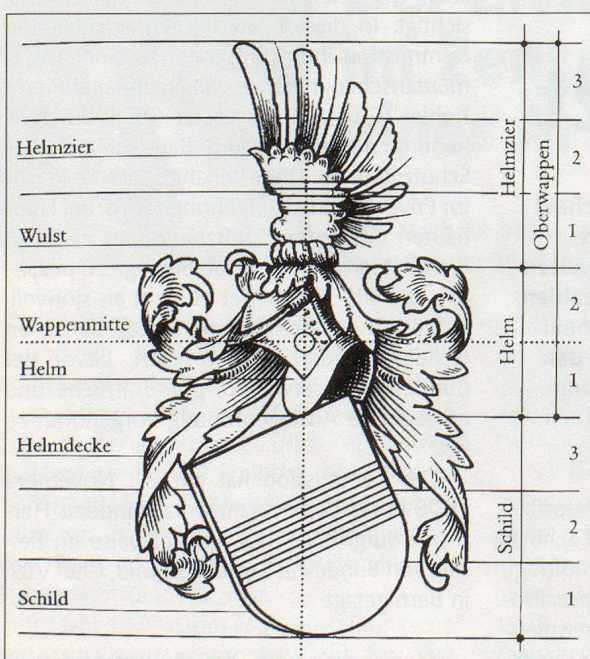 Helmzier
Wulst
Wappenmitte
Helm
Helmdecke
Schild
Helmzier
Helm
Schild
Oberwappen
3
2
1
2
1
3
2
1